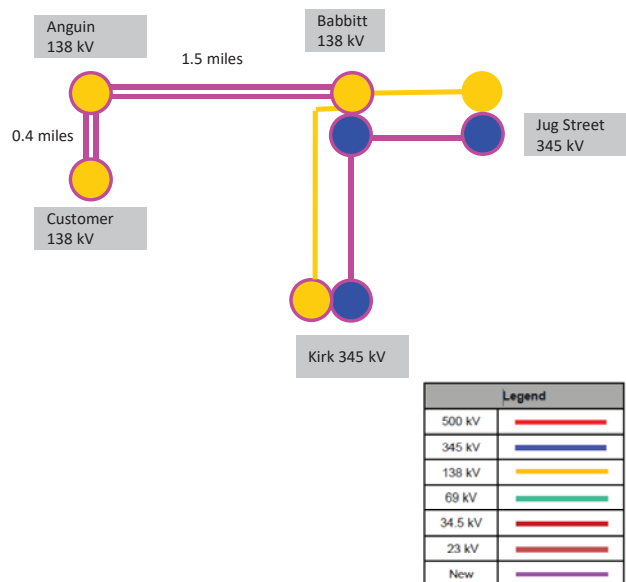 Anguin
138 kV
Babbitt
138 kV
1.5 miles
Jug Street
345 kV
0.4 miles
Customer
138 kV
Kirk 345 kV
Legend
500 kV
345 kV
138 kV
69 kV
34.5 kV
23 kV
New